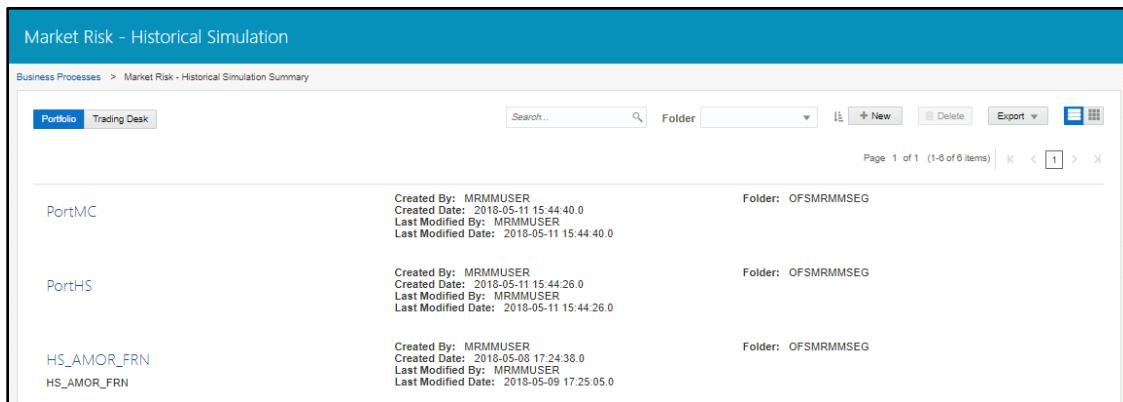 Market Risk - Historical Simulation
Business Processes > Market Risk - Historical Simulation Summary
Portfolio Trading Desk Search... Folder + New Delete Export
Page 1 of 1 (1-6 of 6 items) K < 1 > X
PortMC
Created By: MRMMUSER
Created Date: 2018-05-11 15:44:40.0
Last Modified By: MRMMUSER
Last Modified Date: 2018-05-11 15:44:40.0
Folder: OFSMRMMSEG
PortHS
Created By: MRMMUSER
Created Date: 2018-05-11 15:44:26.0
Last Modified By: MRMMUSER
Last Modified Date: 2018-05-11 15:44:26.0
Folder: OFSMRMMSEG
HS_AMOR_FRN
HS_AMOR_FRN
Created By: MRMMUSER
Created Date: 2018-05-08 17:24:38.0
Last Modified By: MRMMUSER
Last Modified Date: 2018-05-09 17:25:05.0
Folder: OFSMRMMSEG